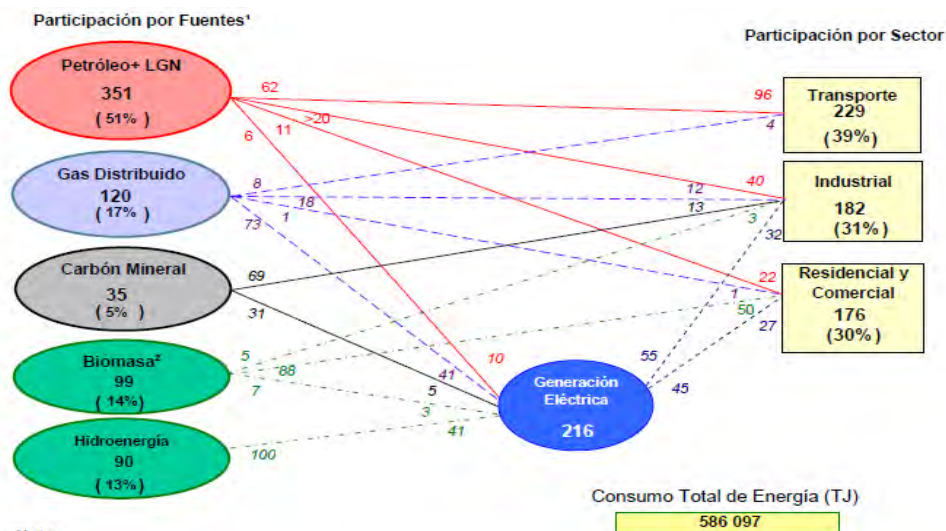 Participación por Fuentes¹
Participación por Sector
Petróleo+ LGN
351
( 51% )
62
>20
11
6
96
Transporte
229
(39%)
4
Gas Distribuido
120
( 17% )
8
18
1
73
12
40
13
3
32
Industrial
182
(31%)
Carbón Mineral
35
( 5% )
69
31
22
1
50
27
Residencial y
Comercial
176
(30%)
Biomasa²
99
( 14% )
5
88
7
10
41
5
3
41
55
45
Generación
Eléctrica
216
Hidroenergía
90
( 13% )
100
Consumo Total de Energía (TJ)
586 097